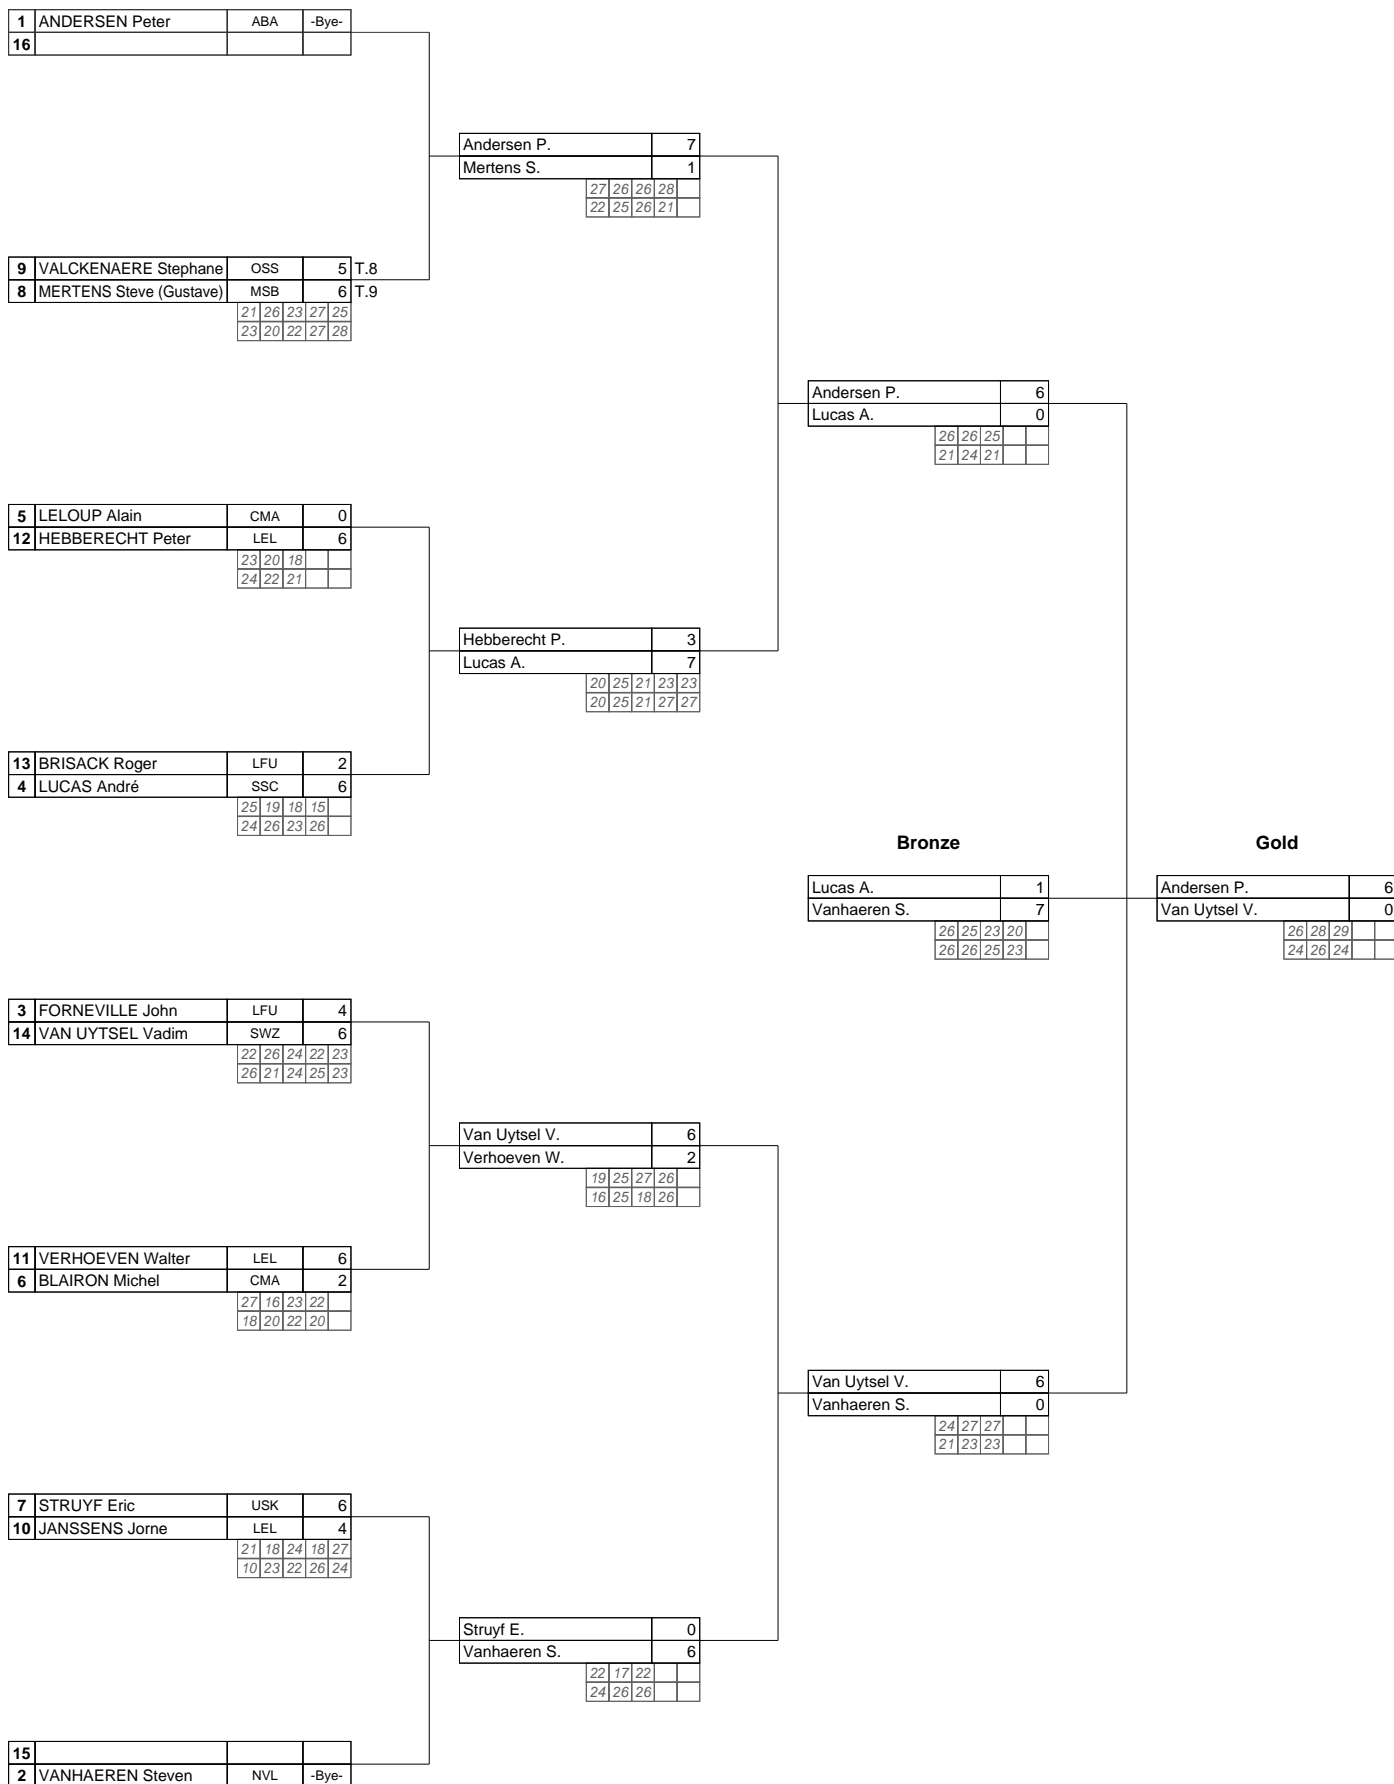 1 ANDERSEN Peter ABA -Bye-
16
Andersen P. 7
Mertens S. 1
27 26 26 28
22 25 26 21
9 VALCKENAERE Stephane OSS 5 T.8
8 MERTENS Steve (Gustave) MSB 6 T.9
21 26 23 27 25
23 20 22 27 28
Andersen P. 6
Lucas A. 0
26 26 25
21 24 21
5 LELOUP Alain CMA 0
12 HEBBERECHT Peter LEL 6
23 20 18
24 22 21
Hebberecht P. 3
Lucas A. 7
20 25 21 23 23
20 25 21 27 27
13 BRISACK Roger LFU 2
4 LUCAS André SSC 6
25 19 18 15
24 26 23 26
Bronze Gold
Lucas A. 1 Andersen P. 6
Vanhaeren S. 7 Van Uytsel V. 0
26 25 23 20 26 28 29
26 26 25 23 24 26 24
3 FORNEVILLE John LFU 4
14 VAN UYTSEL Vadim SWZ 6
22 26 24 22 23
26 21 24 25 23
Van Uytsel V. 6
Verhoeven W. 2
19 25 27 26
16 25 18 26
11 VERHOEVEN Walter LEL 6
6 BLAIRON Michel CMA 2
27 16 23 22
18 20 22 20
Van Uytsel V. 6
Vanhaeren S. 0
24 27 27
21 23 23
7 STRUYF Eric USK 6
10 JANSSENS Jorne LEL 4
21 18 24 18 27
10 23 22 26 24
Struyf E. 0
Vanhaeren S. 6
22 17 22
24 26 26
15
2 VANHAEREN Steven NVL -Bye-